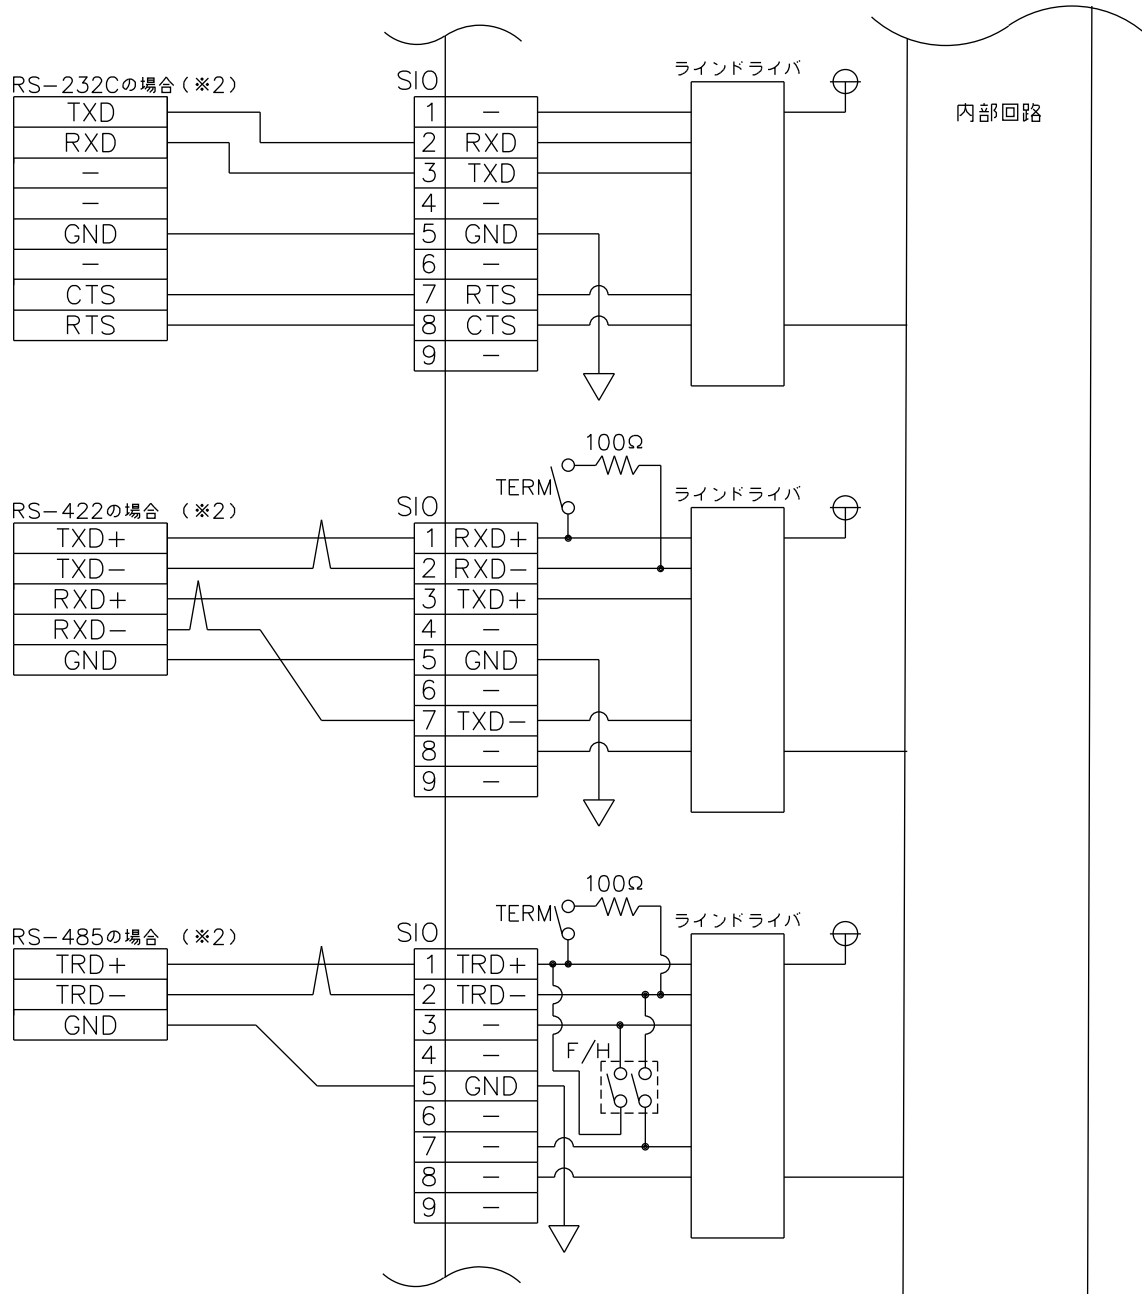 RS-232Cの場合(※2)
SIO
ラインドライバ
内部回路
TXD
1 -
RXD
2 RXD
-
3 TXD
-
4 -
GND
5 GND
-
6 -
CTS
7 RTS
RTS
8 CTS
9 -
100Ω
TERM
RS-422の場合 (※2)
SIO
ラインドライバ
TXD+
1 RXD+
TXD-
2 RXD-
RXD+
3 TXD+
RXD-
4 -
GND
5 GND
6 -
7 TXD-
8 -
9 -
100Ω
TERM
RS-485の場合 (※2)
SIO
ラインドライバ
TRD+
1 TRD+
TRD-
2 TRD-
GND
3 -
F/H
4 -
5 GND
6 -
7 -
8 -
9 -